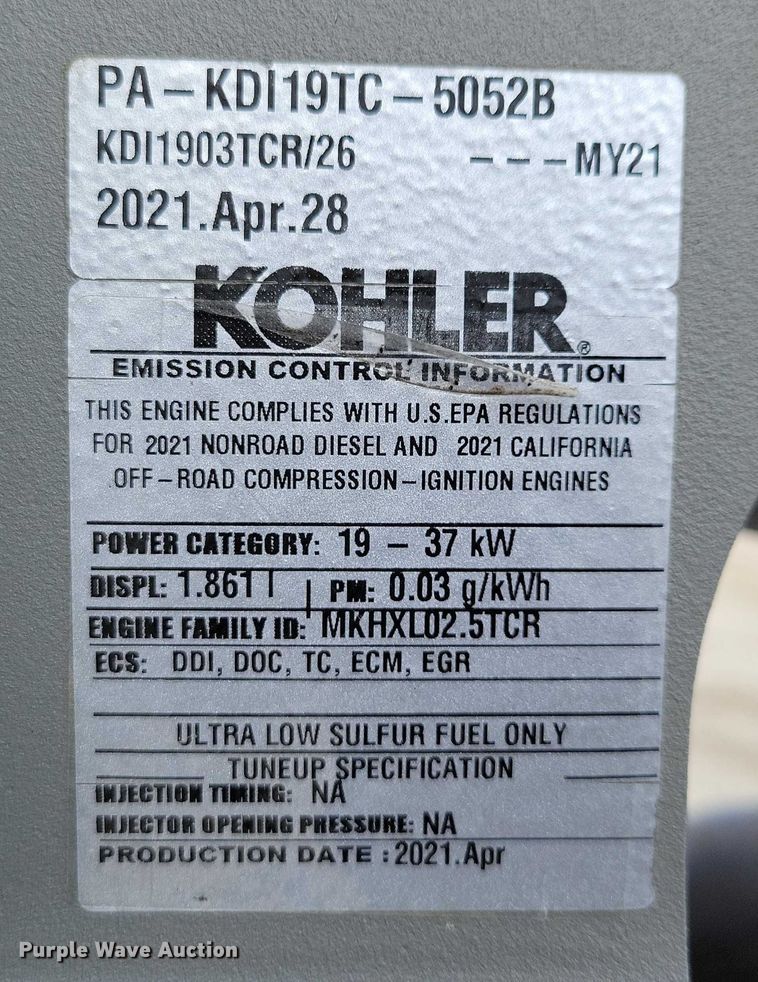 PA-KDI19TC-5052B
KDI1903TCR/26 ---MY21
2021.Apr.28
KOHLER®
EMISSION CONTROL INFORMATION
THIS ENGINE COMPLIES WITH U.S.EPA REGULATIONS
FOR 2021 NONROAD DIESEL AND 2021 CALIFORNIA
OFF-ROAD COMPRESSION-IGNITION ENGINES
POWER CATEGORY: 19 - 37 kW
DISPL: 1.861 l | PM: 0.03 g/kWh
ENGINE FAMILY ID: MKHXL02.5TCR
ECS: DDI, DOC, TC, ECM, EGR
ULTRA LOW SULFUR FUEL ONLY
TUNEUP SPECIFICATION
INJECTION TIMING: NA
INJECTOR OPENING PRESSURE: NA
PRODUCTION DATE :2021.Apr
Purple Wave Auction